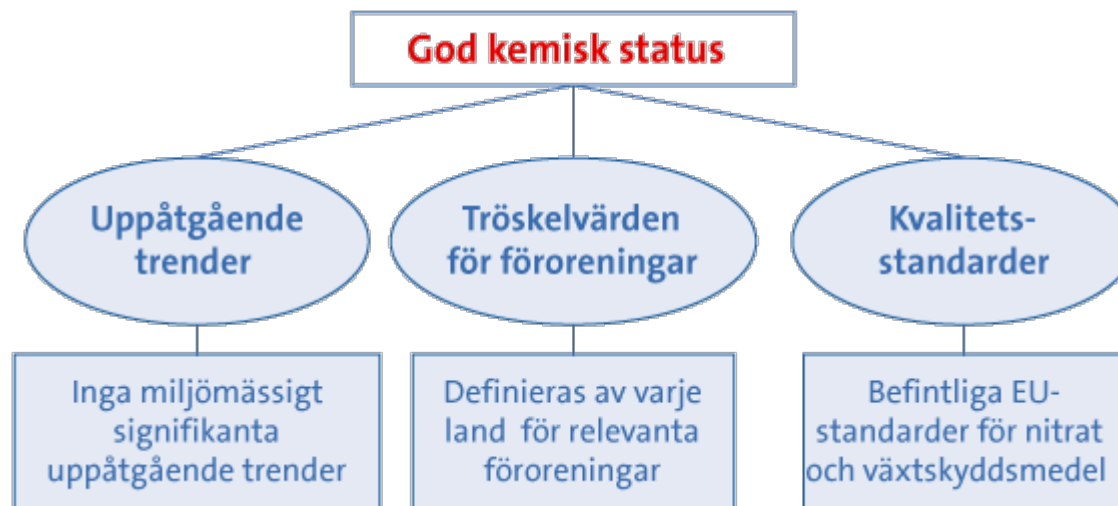 God kemisk status
Uppåtgående
trender
Tröskelvärden
för föroreningar
Kvalitets-
standarder
Inga miljömässigt
signifikanta
uppåtgående trender
Definieras av varje
land för relevanta
föroreningar
Befintliga EU-
standarder för nitrat
och växtskyddsmedel